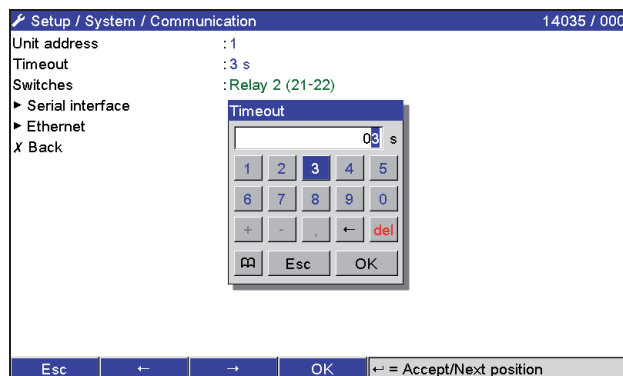 Setup / System / Communication 14035 / 000
Unit address : 1
Timeout : 3 s
Switches : Relay 2 (21-22)
► Serial interface
► Ethernet
X Back
Timeout
03 s
1 2 3 4 5
6 7 8 9 0
+ - , ← del
Esc OK
Esc ← → OK ↵ = Accept/Next position